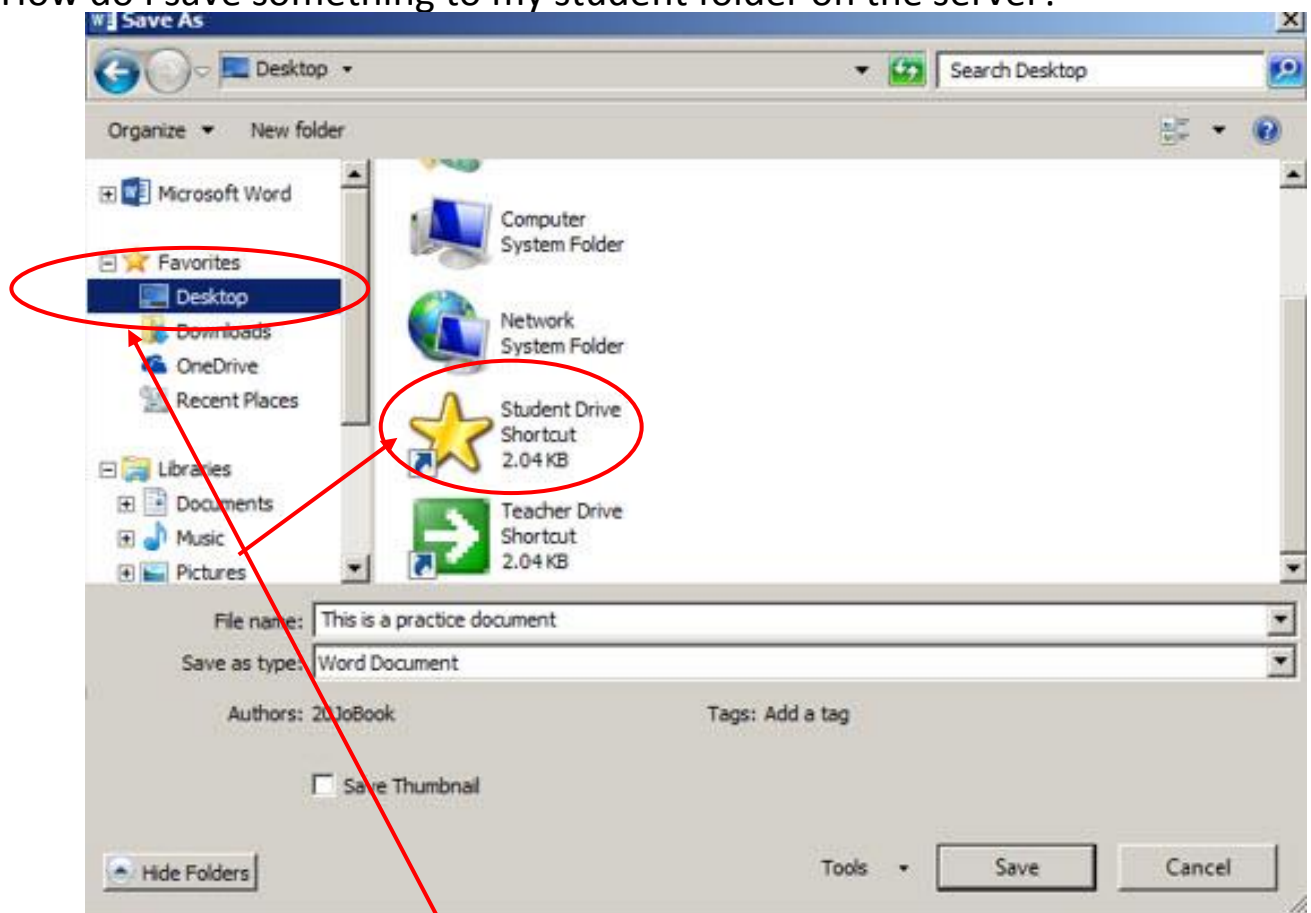 How do I save something to my student folder on the server?
Save As
Desktop
Search Desktop
Organize
New folder
Microsoft Word
Favorites
Desktop
Downloads
OneDrive
Recent Places
Libraries
Documents
Music
Pictures
Computer
System Folder
Network
System Folder
Student Drive
Shortcut
2.04 KB
Teacher Drive
Shortcut
2.04 KB
File name: This is a practice document
Save as type: Word Document
Authors: 20JoBook
Tags: Add a tag
Save Thumbnail
Hide Folders
Tools
Save
Cancel